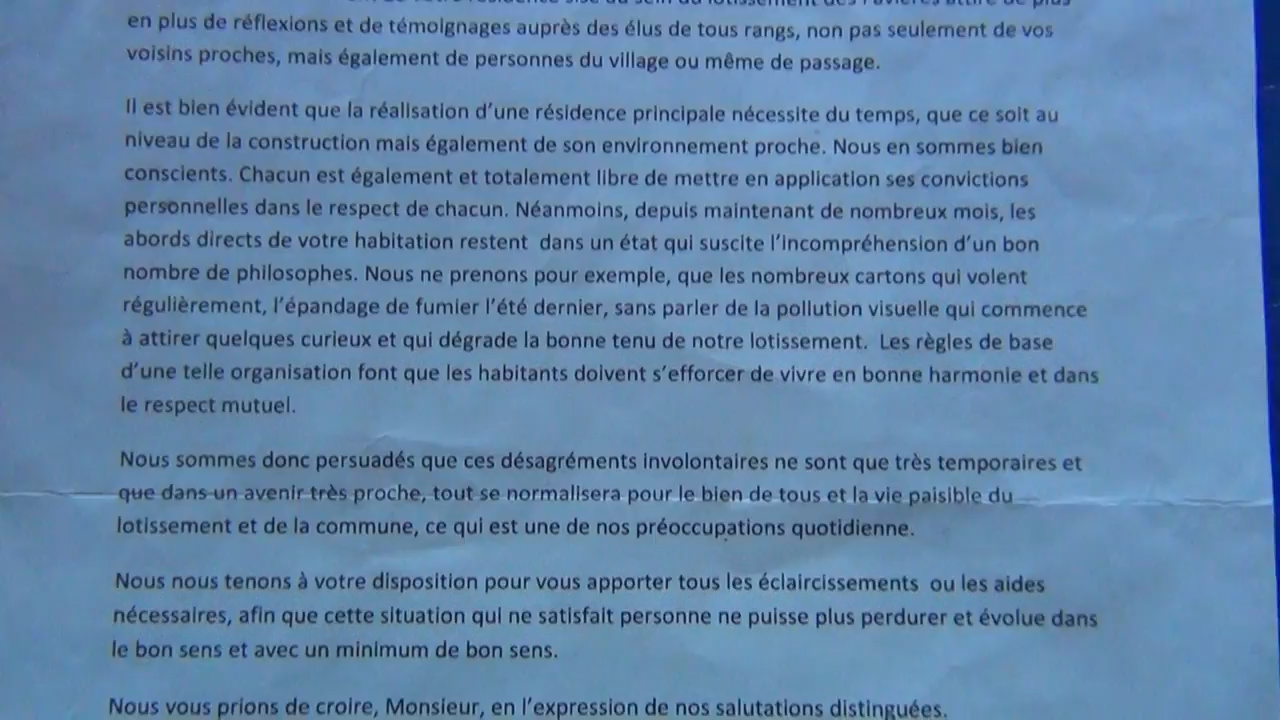 en plus de réflexions et de témoignages auprès des élus de tous rangs, non pas seulement de vos
voisins proches, mais également de personnes du village ou même de passage.
Il est bien évident que la réalisation d'une résidence principale nécessite du temps, que ce soit au
niveau de la construction mais également de son environnement proche. Nous en sommes bien
conscients. Chacun est également et totalement libre de mettre en application ses convictions
personnelles dans le respect de chacun. Néanmoins, depuis maintenant de nombreux mois, les
abords directs de votre habitation restent  dans un état qui suscite l'incompréhension d'un bon
nombre de philosophes. Nous ne prenons pour exemple, que les nombreux cartons qui volent
régulièrement, l'épandage de fumier l'été dernier, sans parler de la pollution visuelle qui commence
à attirer quelques curieux et qui dégrade la bonne tenu de notre lotissement.  Les règles de base
d'une telle organisation font que les habitants doivent s'efforcer de vivre en bonne harmonie et dans
le respect mutuel.
Nous sommes donc persuadés que ces désagréments involontaires ne sont que très temporaires et
que dans un avenir très proche, tout se normalisera pour le bien de tous et la vie paisible du
lotissement et de la commune, ce qui est une de nos préoccupations quotidienne.
Nous nous tenons à votre disposition pour vous apporter tous les éclaircissements  ou les aides
nécessaires, afin que cette situation qui ne satisfait personne ne puisse plus perdurer et évolue dans
le bon sens et avec un minimum de bon sens.
Nous vous prions de croire, Monsieur, en l'expression de nos salutations distinguées.